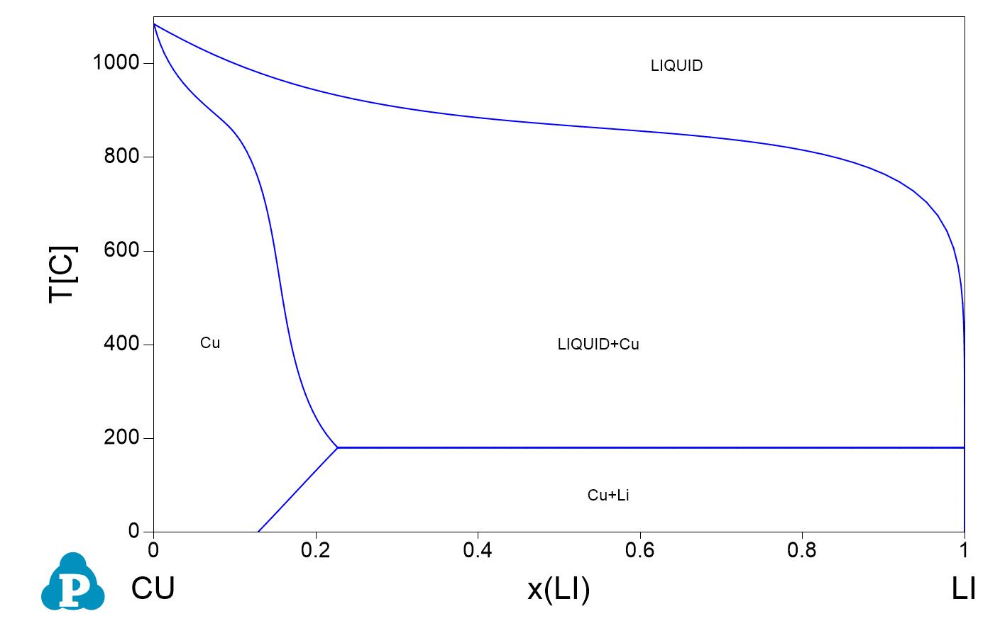 LIQUID
1000
800
T[C]
600
Cu
LIQUID+Cu
400
200
Cu+Li
0
0
0.2
0.4
0.6
0.8
1
P
CU
x(LI)
LI